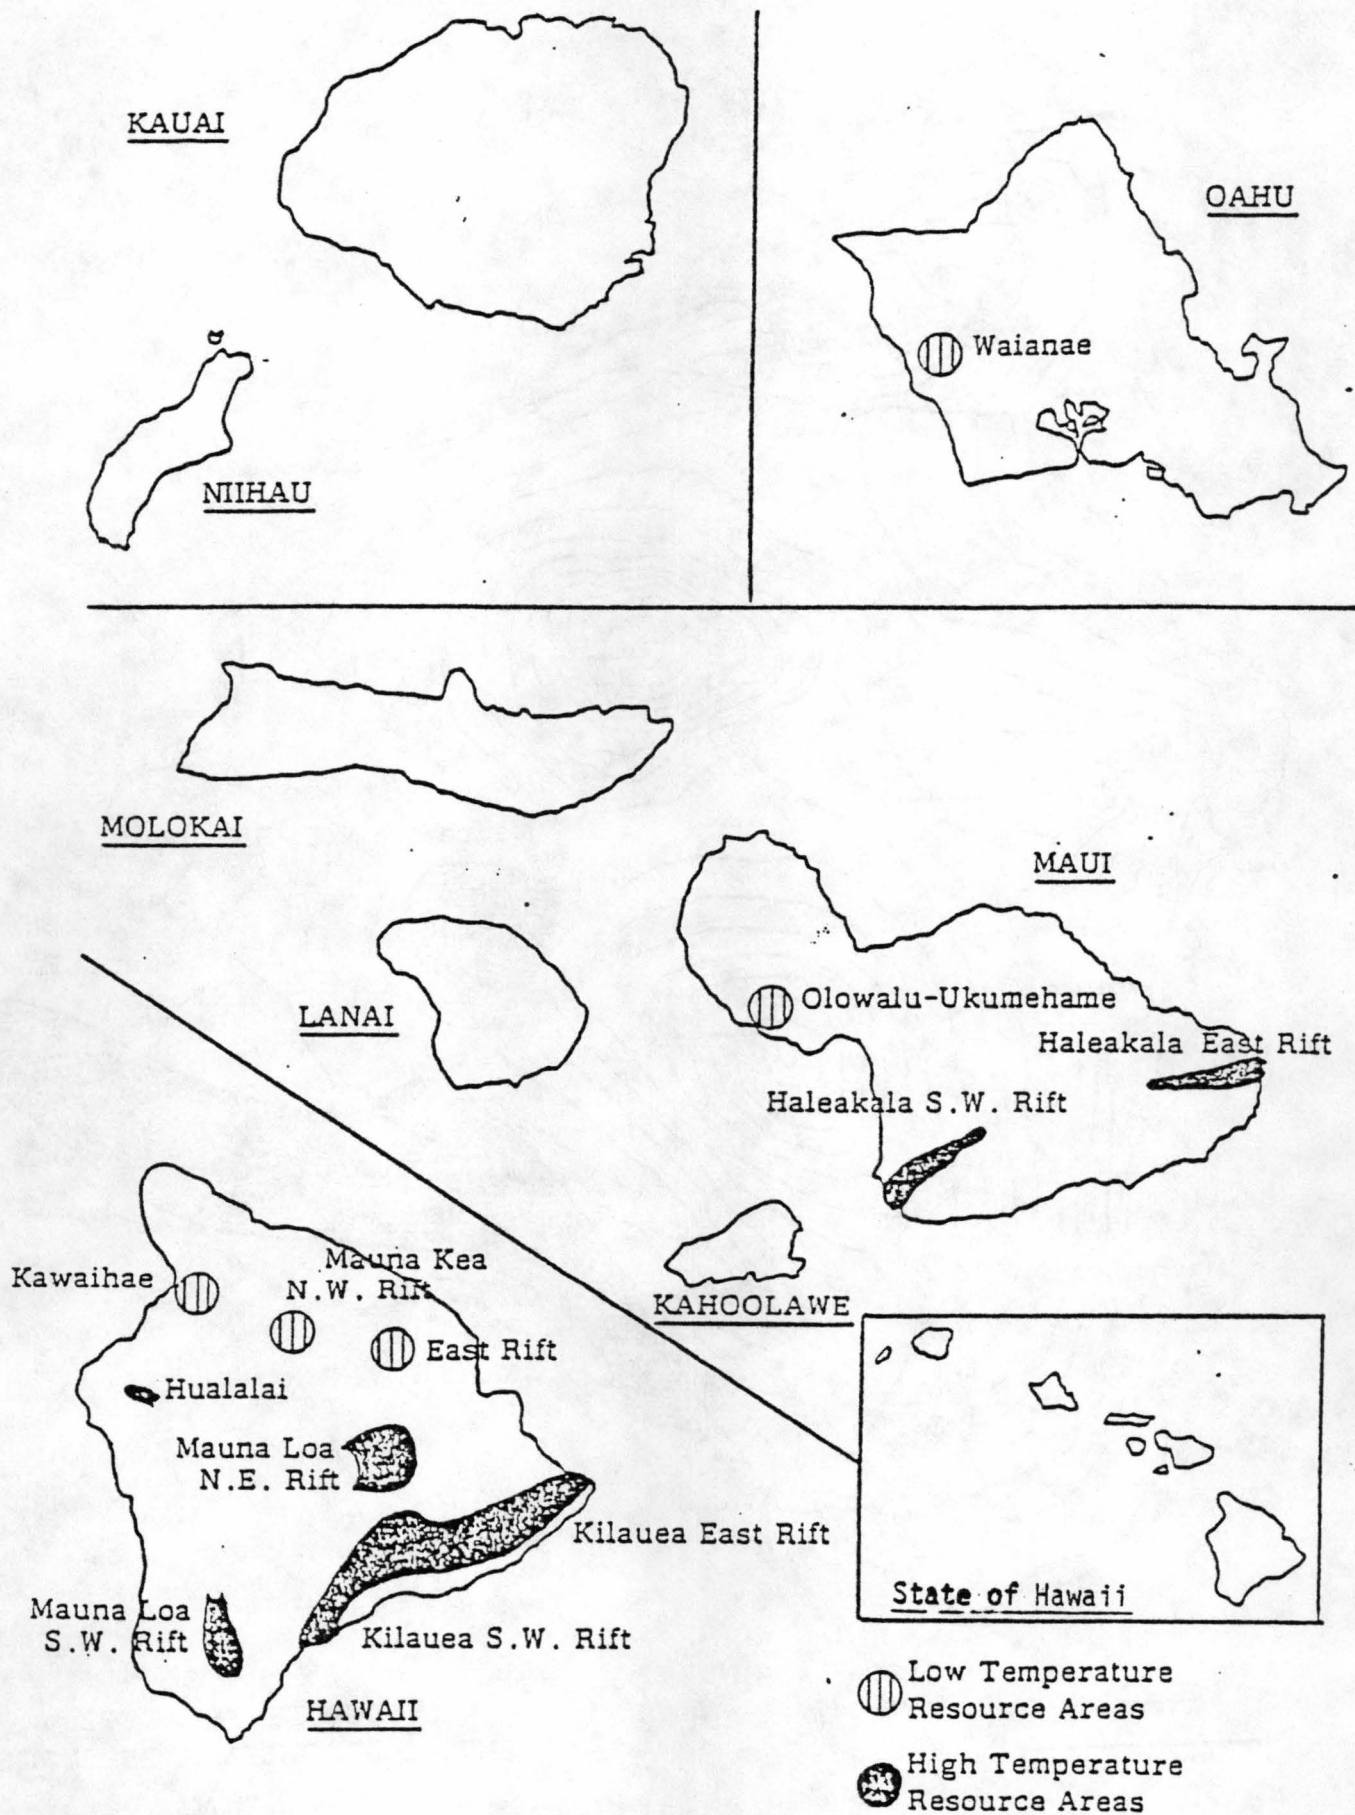 KAUAI
OAHU
Waianae
NIIHAU
MOLOKAI
MAUI
LANAI
Olowalu-Ukumehame
Haleakala East Rift
Haleakala S.W. Rift
Mauna Kea
N.W. Rift
Kawaihae
KAHOOLAWE
East Rift
Hualalai
Mauna Loa
N.E. Rift
Kilauea East Rift
Mauna Loa
S.W. Rift
Kilauea S.W. Rift
HAWAII
State of Hawaii
Low Temperature
Resource Areas
High Temperature
Resource Areas